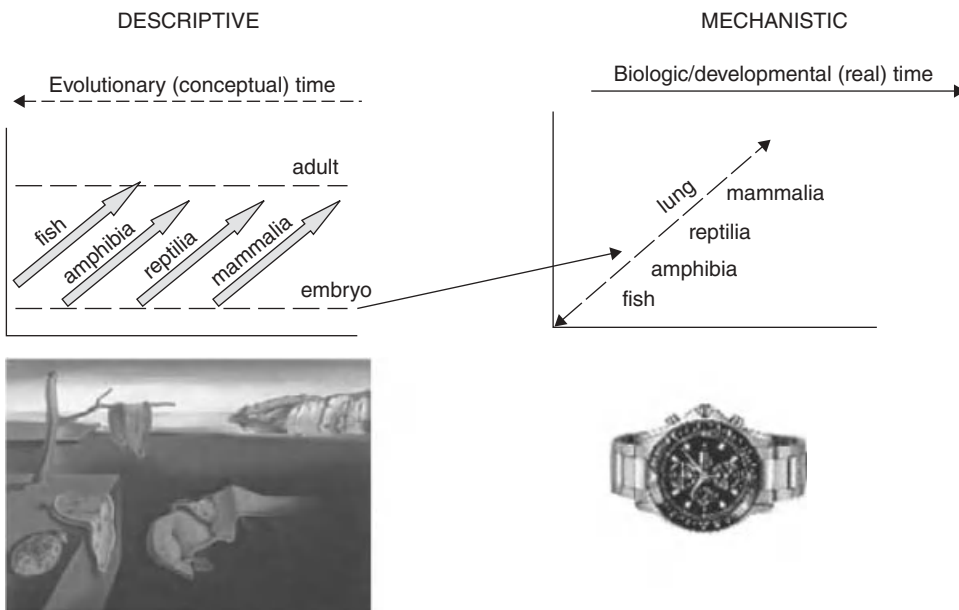 DESCRIPTIVE
Evolutionary (conceptual) time
adult
fish
amphibia
reptilia
mammalia
embryo
MECHANISTIC
Biologic/developmental (real) time
lung
mammalia
reptilia
amphibia
fish